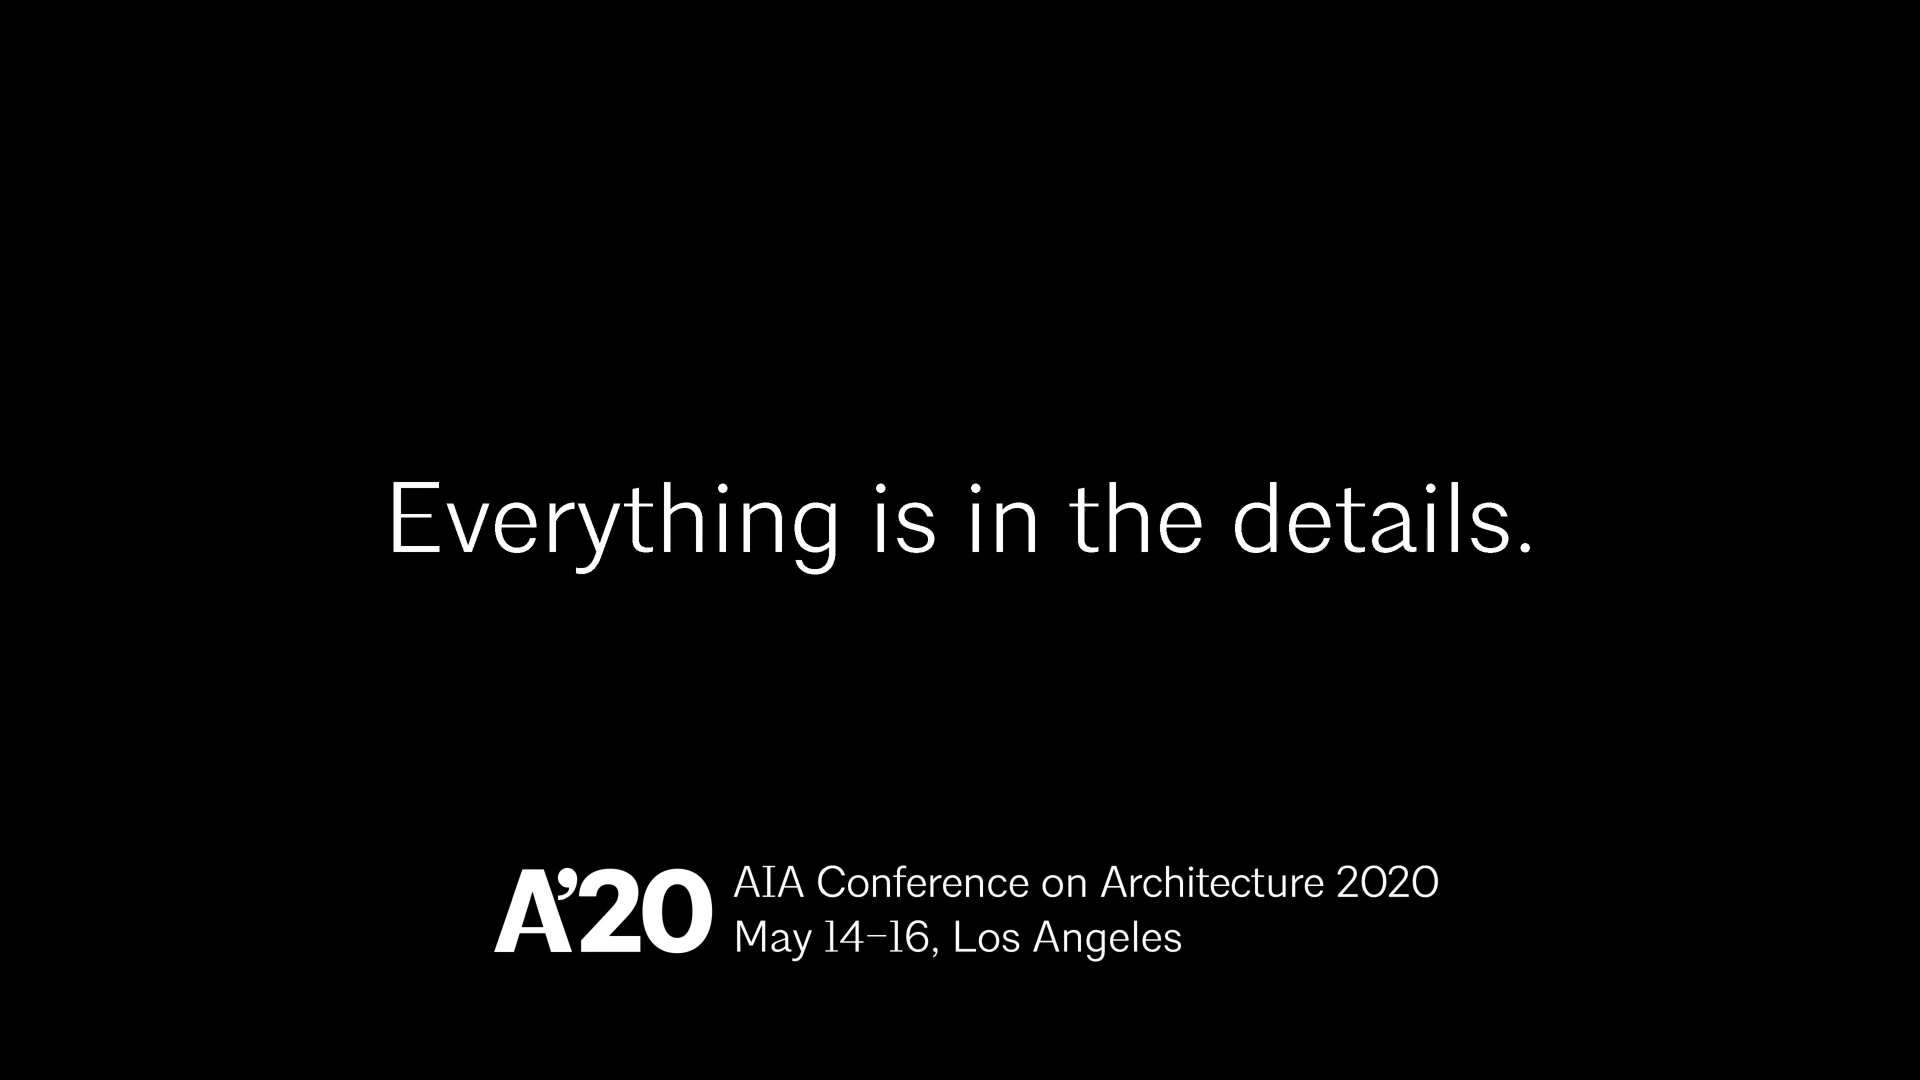 Everything is in the details.
A’20
AIA Conference on Architecture 2020
May 14–16, Los Angeles